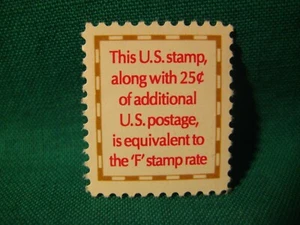 This U.S. stamp,
along with 25¢
of additional
U.S. postage,
is equivalent to
the 'F' stamp rate